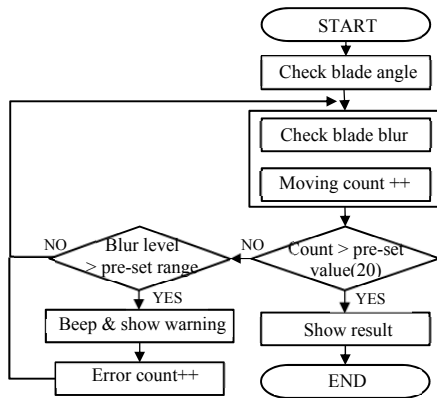 START
Check blade angle
Check blade blur
Moving count ++
Blur level
> pre-set range
NO
NO
Count > pre-set
value(20)
YES
YES
Beep & show warning
Show result
Error count++
END